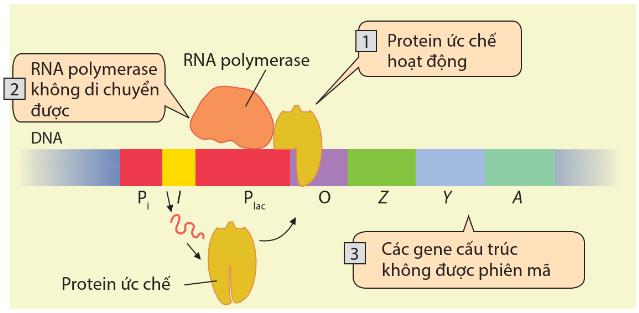 1
Protein ức chế
hoạt động
RNA polymerase
2
RNA polymerase
không di chuyển
được
DNA
Pi
I
Plac
O
Z
Y
A
3
Các gene cấu trúc
không được phiên mã
Protein ức chế